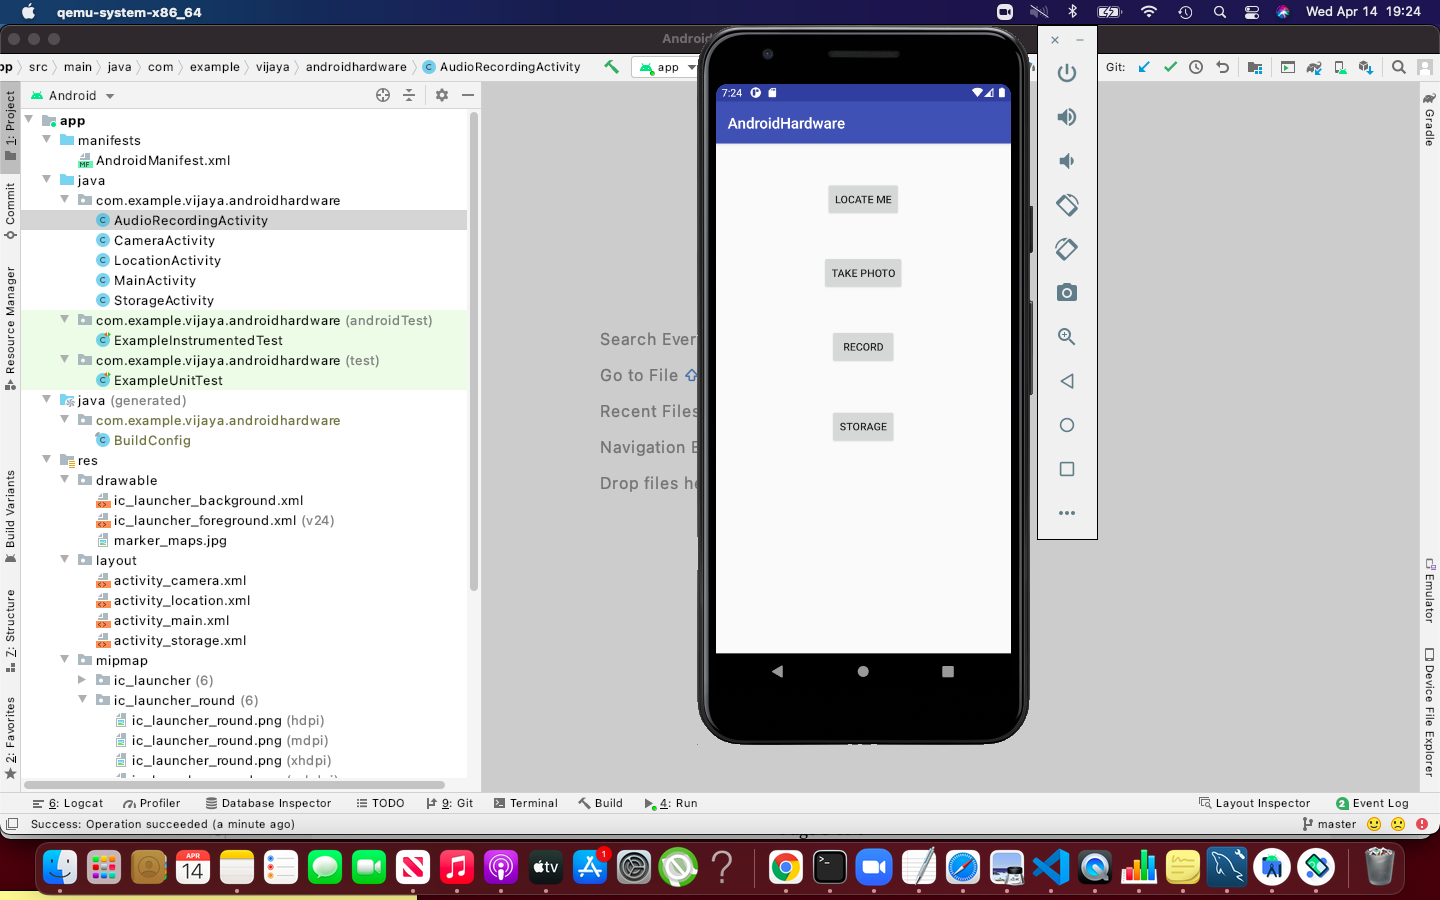 qemu-system-x86_64
Wed Apr 14 19:24
Android
src main java com example vijaya androidhardware AudioRecordingActivity
app
Git:
1: Project
Commit
Resource Manager
Build Variants
7: Structure
2: Favorites
Android
app
manifests
AndroidManifest.xml
java
com.example.vijaya.androidhardware
AudioRecordingActivity
CameraActivity
LocationActivity
MainActivity
StorageActivity
com.example.vijaya.androidhardware (androidTest)
ExampleInstrumentedTest
com.example.vijaya.androidhardware (test)
ExampleUnitTest
java (generated)
com.example.vijaya.androidhardware
BuildConfig
res
drawable
ic_launcher_background.xml
ic_launcher_foreground.xml (v24)
marker_maps.jpg
layout
activity_camera.xml
activity_location.xml
activity_main.xml
activity_storage.xml
mipmap
ic_launcher (6)
ic_launcher_round (6)
ic_launcher_round.png (hdpi)
ic_launcher_round.png (mdpi)
ic_launcher_round.png (xhdpi)
Search Ever
Go to File
Recent Files
Navigation B
Drop files he
7:24
AndroidHardware
LOCATE ME
TAKE PHOTO
RECORD
STORAGE
Gradle
Emulator
Device File Explorer
6: Logcat
Profiler
Database Inspector
TODO
9: Git
Terminal
Build
4: Run
Layout Inspector
2 Event Log
Success: Operation succeeded (a minute ago)
master
APR
14
tv
1